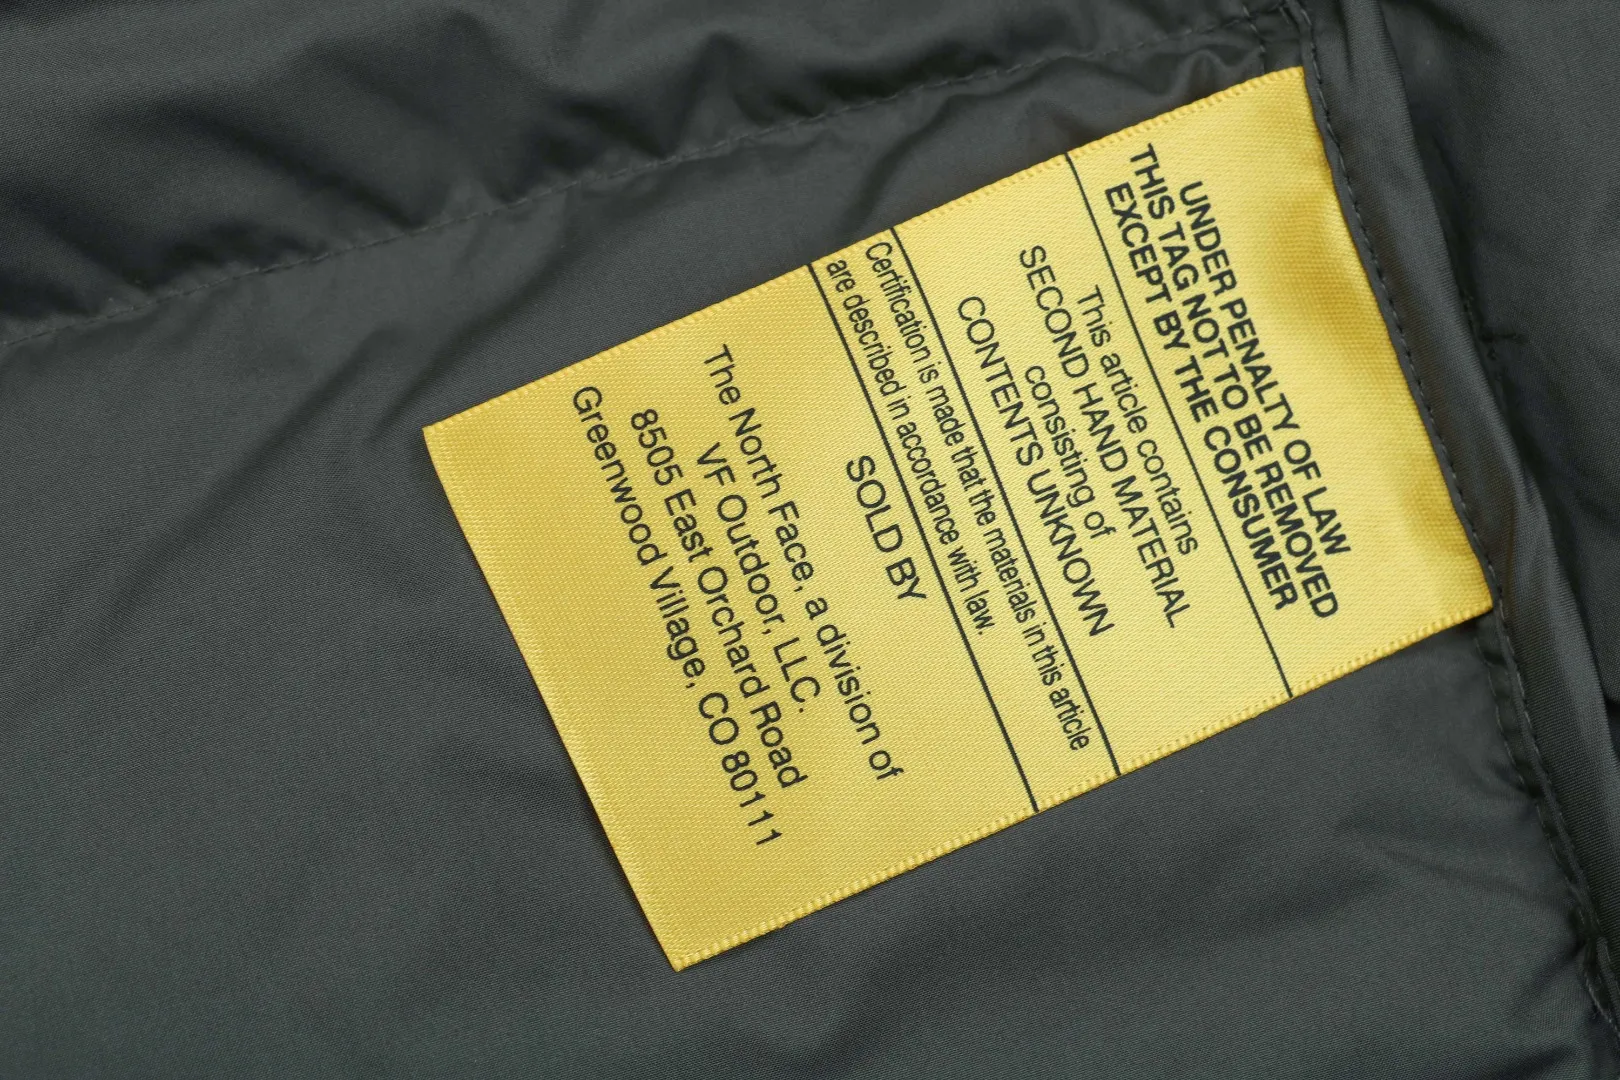 UNDER PENALTY OF LAW
THIS TAG NOT TO BE REMOVED
EXCEPT BY THE CONSUMER
This article contains
SECOND HAND MATERIAL
consisting of
CONTENTS UNKNOWN
Certification is made that the materials in this article
are described in accordance with law.
SOLD BY
The North Face, a division of
VF Outdoor, LLC.
8505 East Orchard Road
Greenwood Village, CO 80111